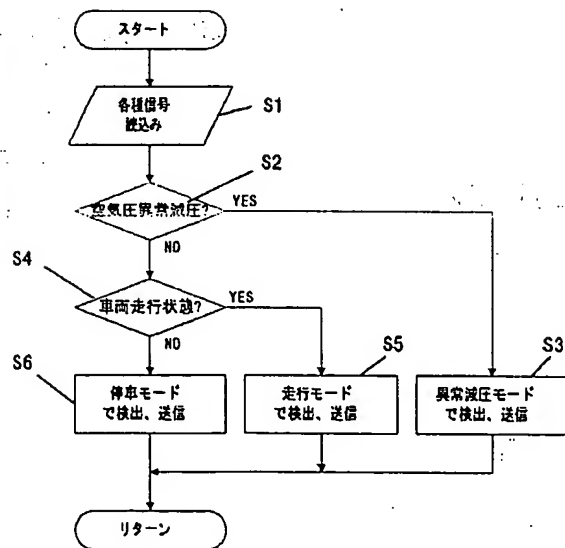 スタート
各種信号
読込み
S1
S2
空気圧異常減圧?
YES
NO
S4
車両走行状態?
YES
NO
S6
停車モード
で検出、送信
S5
走行モード
で検出、送信
S3
異常減圧モード
で検出、送信
リターン